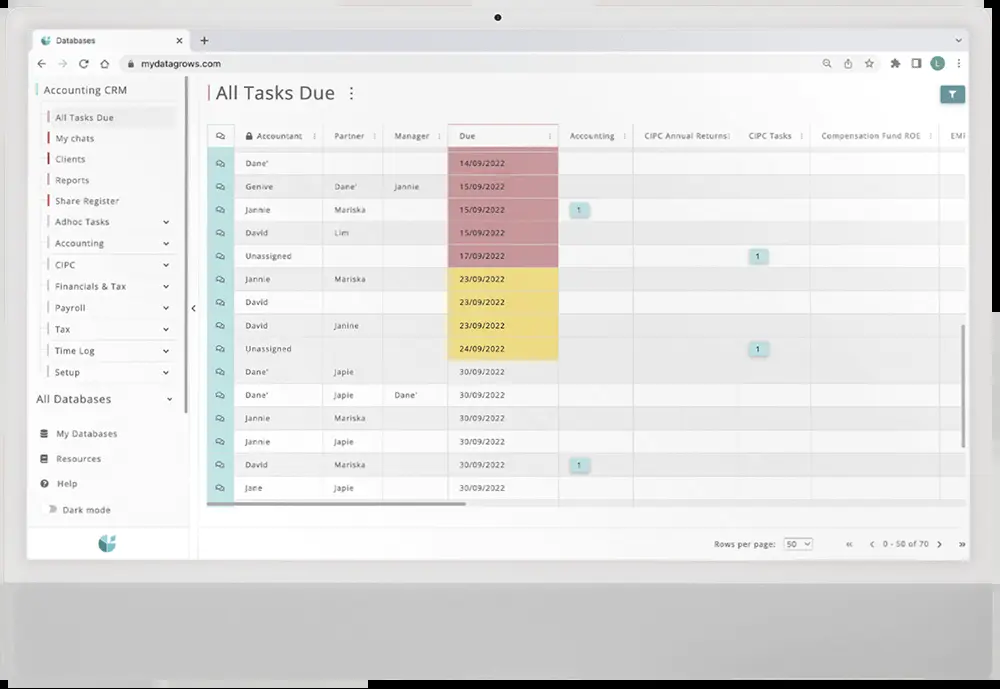 Databases
mydatagrows.com
L
Accounting CRM
All Tasks Due
My chats
Clients
Reports
Share Register
Adhoc Tasks
Accounting
CIPC
Financials & Tax
Payroll
Tax
Time Log
Setup
All Databases
My Databases
Resources
Help
Dark mode
All Tasks Due
Accountant Partner Manager Due Accounting CIPC Annual Returns CIPC Tasks Compensation Fund ROE EMP
Dane' 14/09/2022
Genive Dane' Jannie 15/09/2022
Jannie Mariska 15/09/2022 1
David Lim 15/09/2022
Unassigned 17/09/2022 1
Jannie Mariska 23/09/2022
David 23/09/2022
David Janine 23/09/2022
Unassigned 24/09/2022 1
Dane' Japie 30/09/2022
Dane' Japie Dane' 30/09/2022
Jannie Mariska 30/09/2022
Jannie Japie 30/09/2022
David Mariska 30/09/2022 1
Jane Japie 30/09/2022
Rows per page: 50 0 - 50 of 70